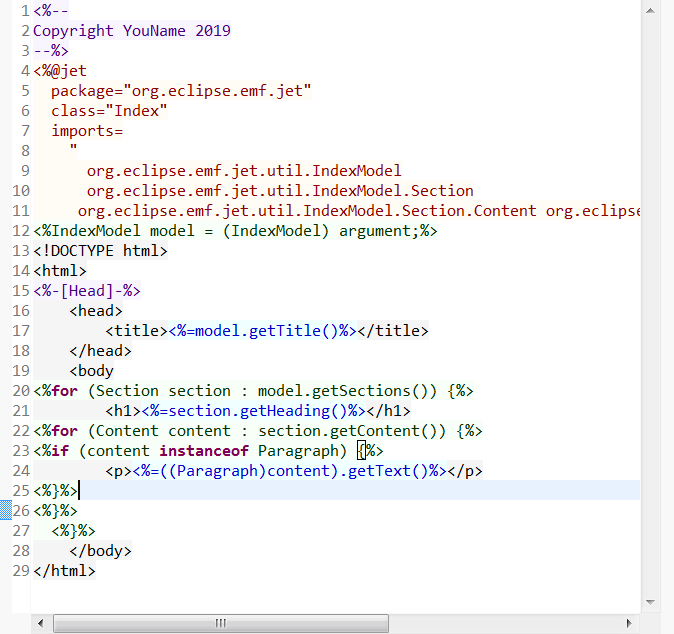 1 <%--
2 Copyright YouName 2019
3 --%>
4 <%@jet
5   package="org.eclipse.emf.jet"
6   class="Index"
7   imports=
8     "
9       org.eclipse.emf.jet.util.IndexModel
10       org.eclipse.emf.jet.util.IndexModel.Section
11      org.eclipse.emf.jet.util.IndexModel.Section.Content org.eclipse
12 <%IndexModel model = (IndexModel) argument;%>
13 <!DOCTYPE html>
14 <html>
15 <%-[Head]-%>
16     <head>
17         <title><%=model.getTitle()%></title>
18     </head>
19     <body
20 <%for (Section section : model.getSections()) {%>
21         <h1><%=section.getHeading()%></h1>
22 <%for (Content content : section.getContent()) {%>
23 <%if (content instanceof Paragraph) {%>
24         <p><%=((Paragraph)content).getText()%></p>
25 <%}%>
26 <%}%>
27   <%}%>
28     </body>
29 </html>